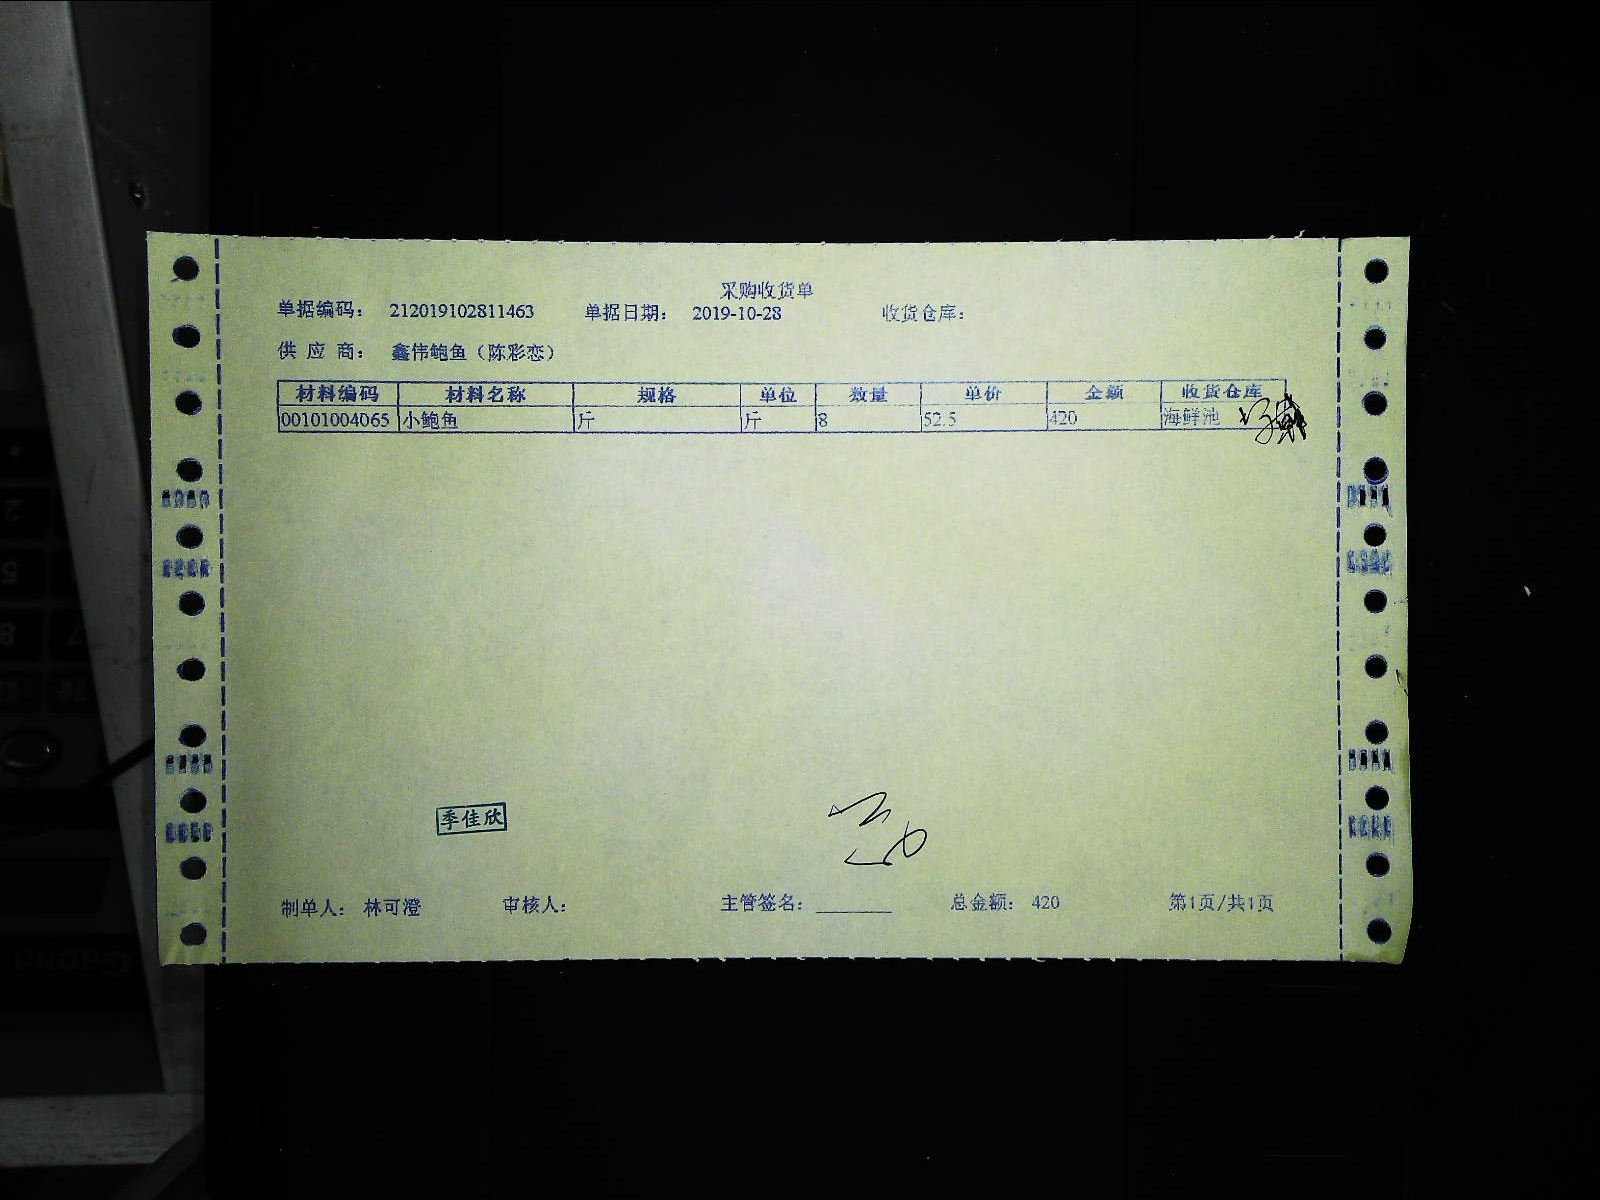 采购收货单
单据编码： 212019102811463 单据日期： 2019-10-28 收货仓库：
供 应 商： 鑫伟鲍鱼（陈彩恋）
材料编码 材料名称 规格 单位 数量 单价 金额 收货仓库
00101004065 小鲍鱼 斤 斤 8 52.5 420 海鲜池
季佳欣
制单人： 林可澄 审核人： 主管签名： 总金额： 420 第1页/共1页